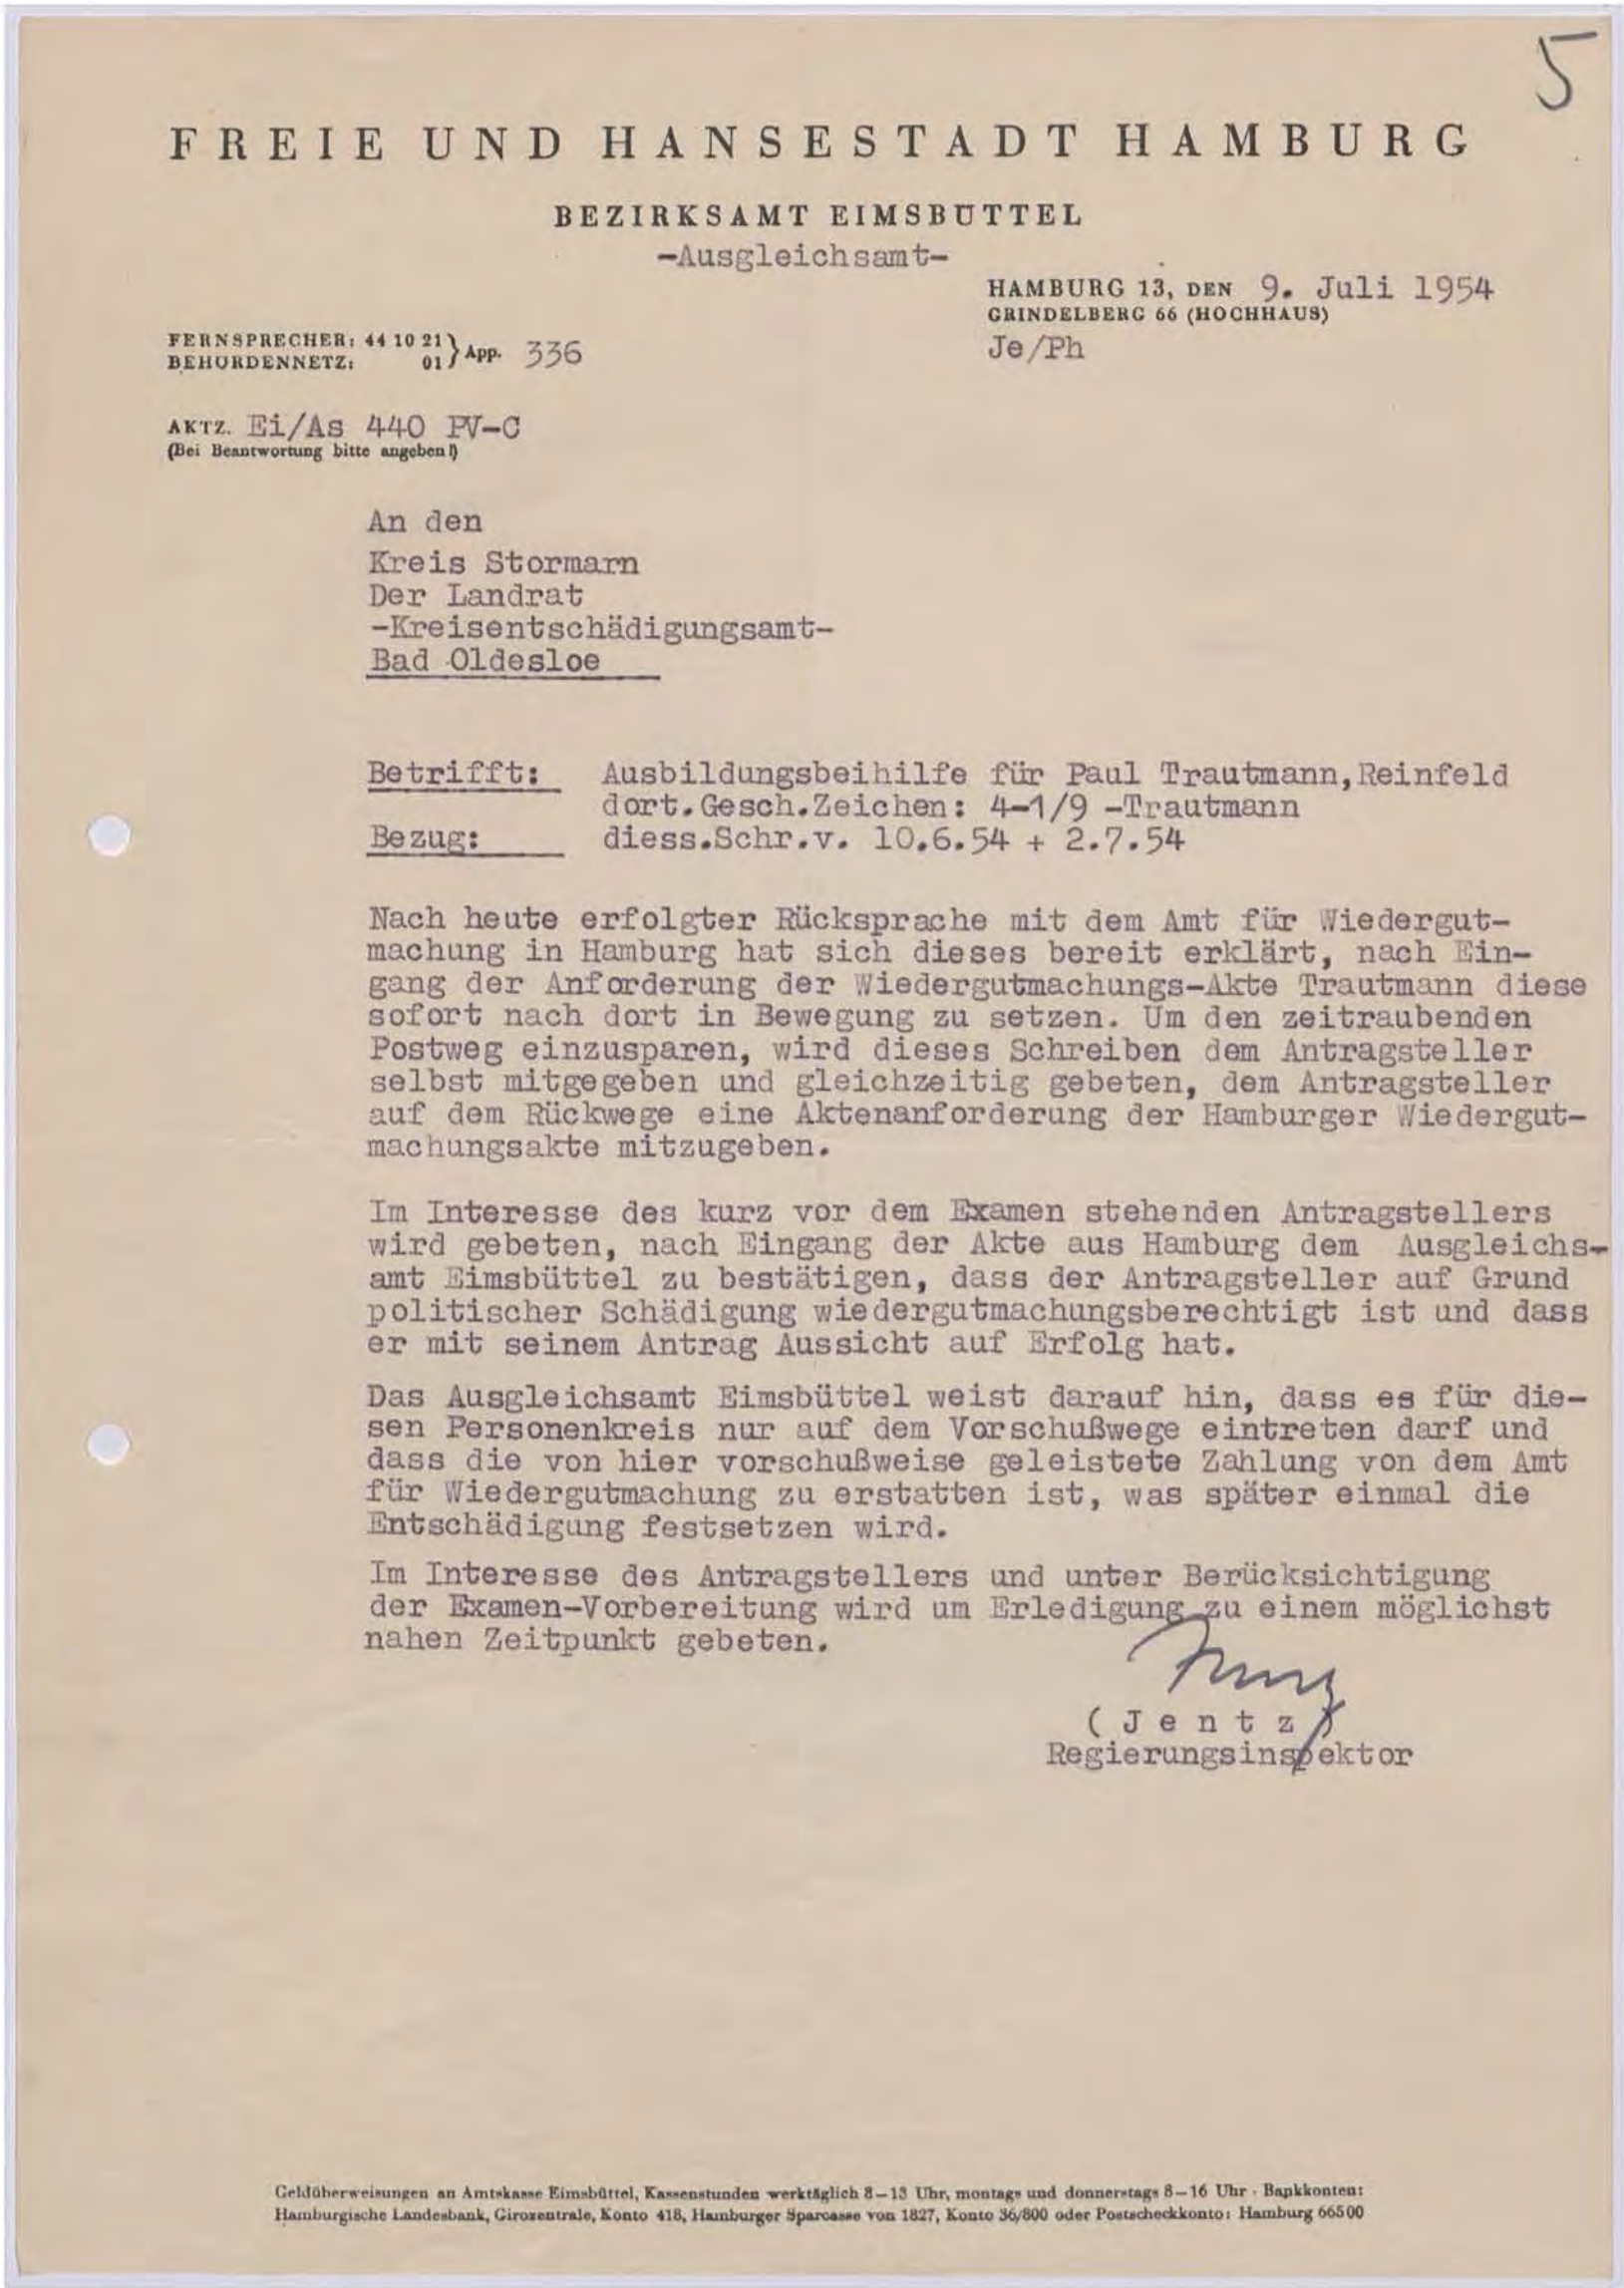 5
FREIE UND HANSESTADT HAMBURG
BEZIRKSAMT EIMSBÜTTEL
-Ausgleichsamt-
HAMBURG 13, DEN 9. Juli 1954
GRINDELBERG 66 (HOCHHAUS)
FERNSPRECHER: 44 10 21
BEHÖRDENNETZ: 01 } App. 336
Je/Ph
AKTZ. Ei/As 440 PV-C
(Bei Beantwortung bitte angeben!)
An den
Kreis Stormarn
Der Landrat
-Kreisentschädigungsamt-
Bad Oldesloe
Betrifft: Ausbildungsbeihilfe für Paul Trautmann,Reinfeld
dort.Gesch.Zeichen: 4-1/9 -Trautmann
Bezug: diess.Schr.v. 10.6.54 + 2.7.54
Nach heute erfolgter Rücksprache mit dem Amt für Wiedergut-
machung in Hamburg hat sich dieses bereit erklärt, nach Ein-
gang der Anforderung der Wiedergutmachungs-Akte Trautmann diese
sofort nach dort in Bewegung zu setzen. Um den zeitraubenden
Postweg einzusparen, wird dieses Schreiben dem Antragsteller
selbst mitgegeben und gleichzeitig gebeten, dem Antragsteller
auf dem Rückwege eine Aktenanforderung der Hamburger Wiedergut-
machungsakte mitzugeben.
Im Interesse des kurz vor dem Examen stehenden Antragstellers
wird gebeten, nach Eingang der Akte aus Hamburg dem Ausgleichs-
amt Eimsbüttel zu bestätigen, dass der Antragsteller auf Grund
politischer Schädigung wiedergutmachungsberechtigt ist und dass
er mit seinem Antrag Aussicht auf Erfolg hat.
Das Ausgleichsamt Eimsbüttel weist darauf hin, dass es für die-
sen Personenkreis nur auf dem Vorschußwege eintreten darf und
dass die von hier vorschußweise geleistete Zahlung von dem Amt
für Wiedergutmachung zu erstatten ist, was später einmal die
Entschädigung festsetzen wird.
Im Interesse des Antragstellers und unter Berücksichtigung
der Examen-Vorbereitung wird um Erledigung zu einem möglichst
nahen Zeitpunkt gebeten.
(Jentz)
Regierungsinspektor
Geldüberweisungen an Amtskasse Eimsbüttel, Kassenstunden werktäglich 8-13 Uhr, montags und donnerstags 8-16 Uhr · Bankkonten:
Hamburgische Landesbank, Girozentrale, Konto 418, Hamburger Sparcasse von 1827, Konto 36/800 oder Postscheckkonto: Hamburg 66500